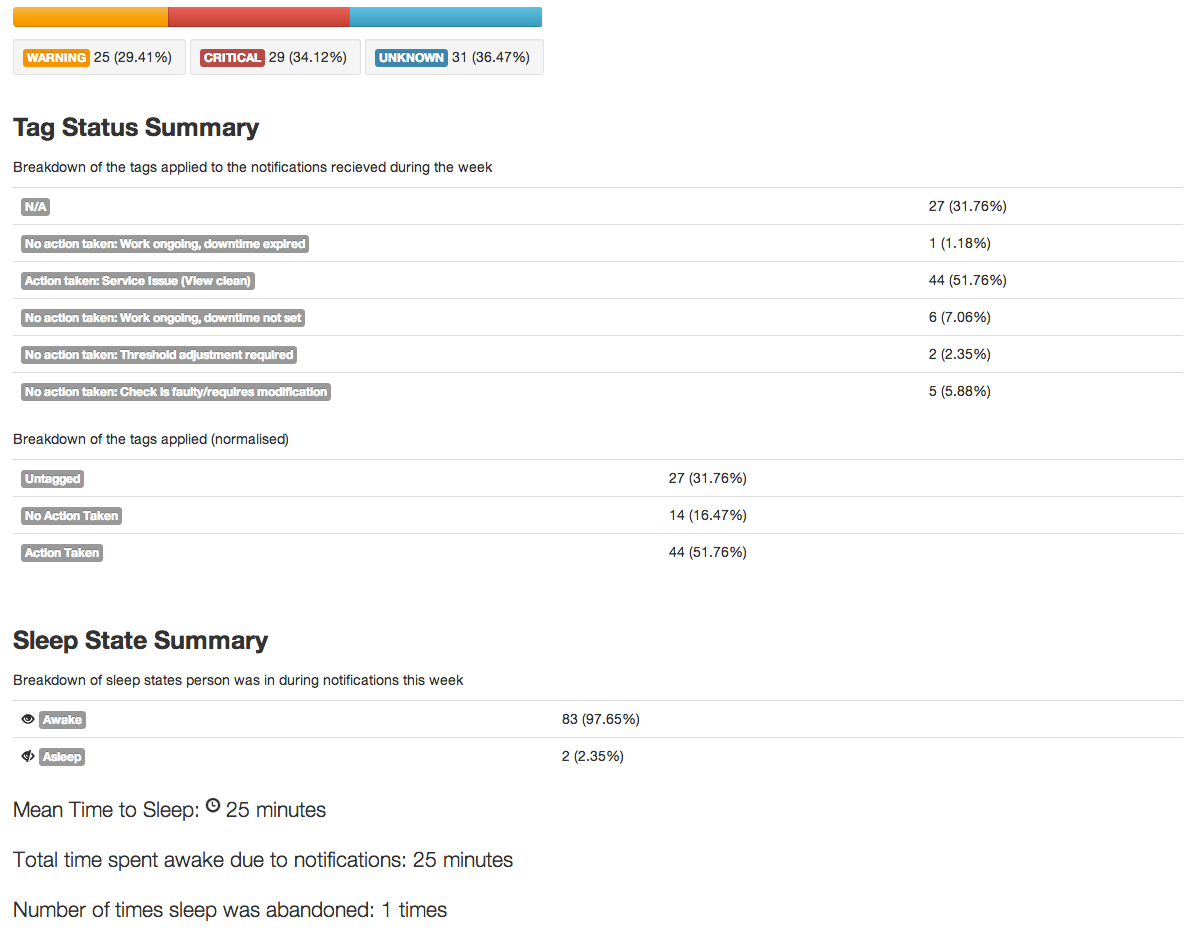 WARNING 25 (29.41%) CRITICAL 29 (34.12%) UNKNOWN 31 (36.47%)
Tag Status Summary
Breakdown of the tags applied to the notifications recieved during the week
N/A 27 (31.76%)
No action taken: Work ongoing, downtime expired 1 (1.18%)
Action taken: Service Issue (View clean) 44 (51.76%)
No action taken: Work ongoing, downtime not set 6 (7.06%)
No action taken: Threshold adjustment required 2 (2.35%)
No action taken: Check is faulty/requires modification 5 (5.88%)
Breakdown of the tags applied (normalised)
Untagged 27 (31.76%)
No Action Taken 14 (16.47%)
Action Taken 44 (51.76%)
Sleep State Summary
Breakdown of sleep states person was in during notifications this week
Awake 83 (97.65%)
Asleep 2 (2.35%)
Mean Time to Sleep: 25 minutes
Total time spent awake due to notifications: 25 minutes
Number of times sleep was abandoned: 1 times